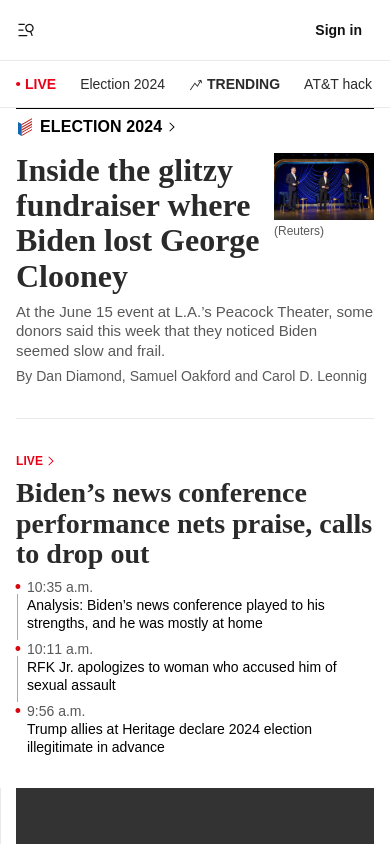 Sign in
LIVE
Election 2024
TRENDING
AT&T hack
ELECTION 2024
Inside the glitzy
fundraiser where
Biden lost George
Clooney
(Reuters)
At the June 15 event at L.A.’s Peacock Theater, some
donors said this week that they noticed Biden
seemed slow and frail.
By Dan Diamond, Samuel Oakford and Carol D. Leonnig
LIVE
Biden’s news conference
performance nets praise, calls
to drop out
10:35 a.m.
Analysis: Biden’s news conference played to his
strengths, and he was mostly at home
10:11 a.m.
RFK Jr. apologizes to woman who accused him of
sexual assault
9:56 a.m.
Trump allies at Heritage declare 2024 election
illegitimate in advance